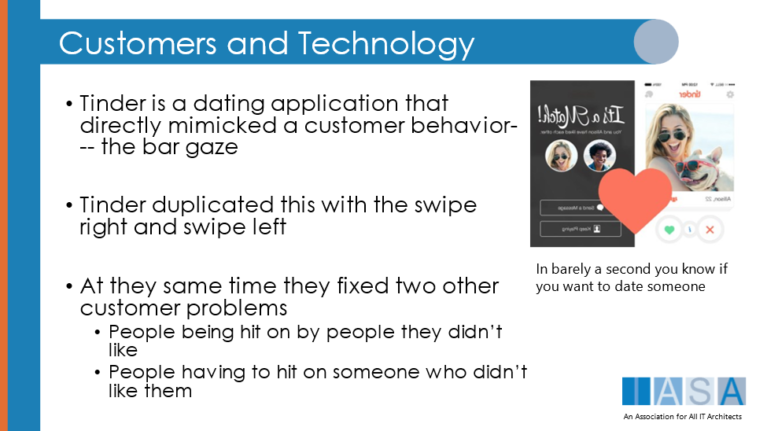 Customers and Technology
• Tinder is a dating application that
directly mimicked a customer behavior-
-- the bar gaze
• Tinder duplicated this with the swipe
right and swipe left
• At they same time they fixed two other
customer problems
• People being hit on by people they didn't
like
• People having to hit on someone who didn't
like them
tinder
It's a Match!
You and Alison have liked each other
Send a Message
Keep Playing
Alison,
In barely a second you know if
you want to date someone
IASA
An Association for All IT Architects